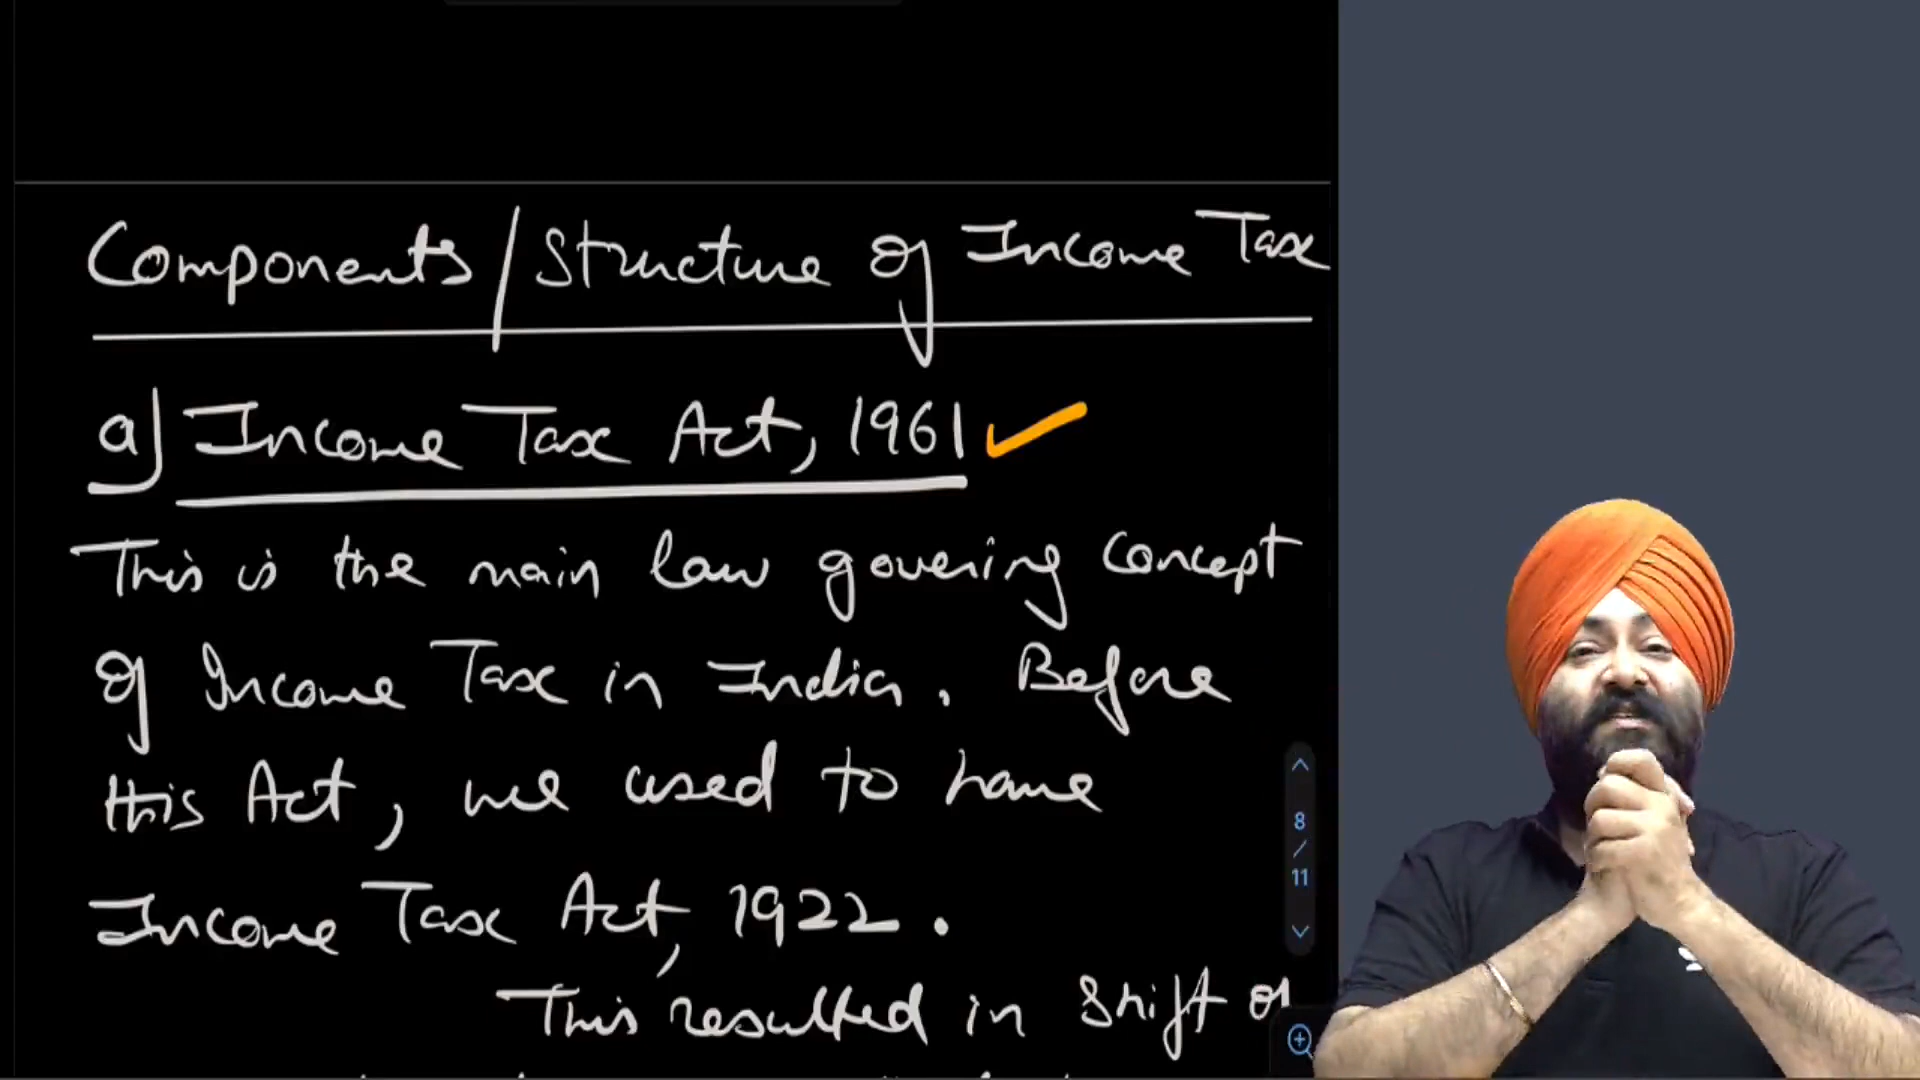 Components/Structure of Income Tax
a) Income Tax Act, 1961
This is the main law govering concept
of Income Tax in India. Before
this Act, we used to have
Income Tax Act, 1922.
This resulted in shift of
8
/
11